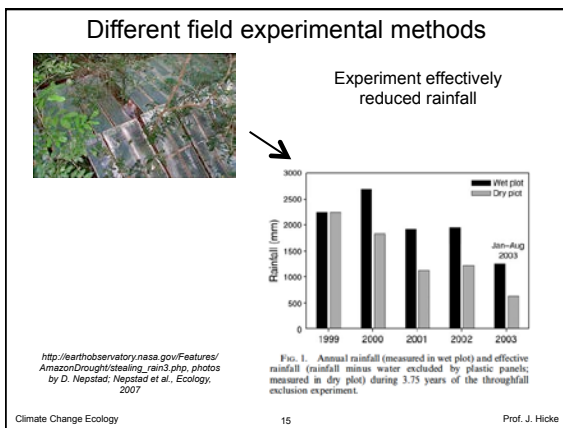 Different field experimental methods
Experiment effectively
reduced rainfall
3000
2500
2000
1500
1000
500
0
Rainfall (mm)
Wet plot
Dry plot
Jan–Aug
2003
1999 2000 2001 2002 2003
http://earthobservatory.nasa.gov/Features/
AmazonDrought/stealing_rain3.php, photos
by D. Nepstad; Nepstad et al., Ecology,
2007
FIG. 1. Annual rainfall (measured in wet plot) and effective
rainfall (rainfall minus water excluded by plastic panels;
measured in dry plot) during 3.75 years of the throughfall
exclusion experiment.
Climate Change Ecology 15 Prof. J. Hicke